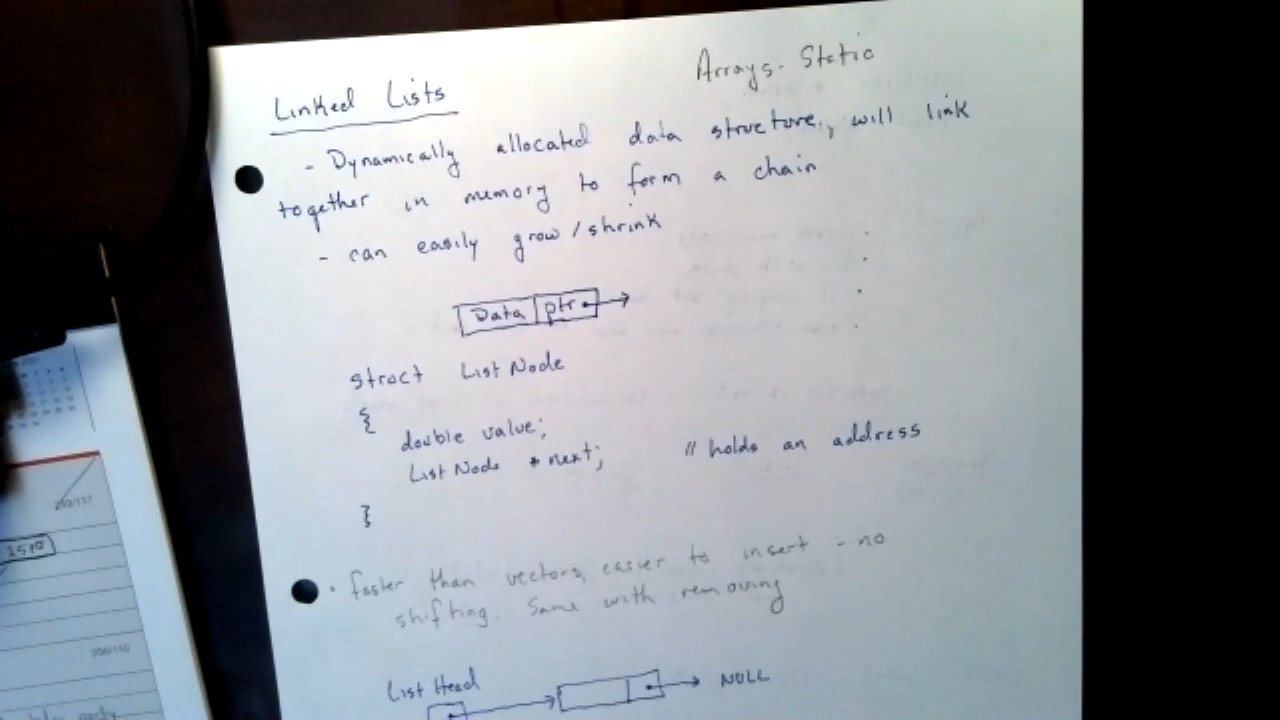 Arrays - Static
Linked Lists
- Dynamically allocated data structure, will link
together in memory to form a chain
- can easily grow/shrink
Data ptr
struct ListNode
{
double value;
ListNode *next; // holds an address
}
• faster than vectors, easier to insert - no
shifting. Same with removing
List Head
NULL